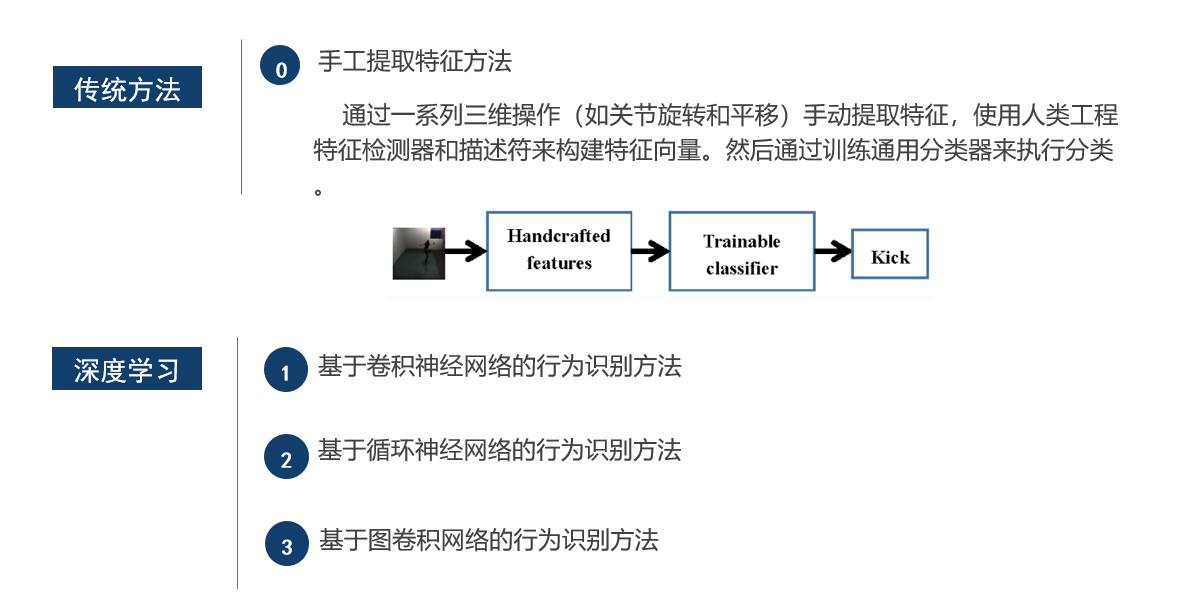 传统方法
0
手工提取特征方法
通过一系列三维操作（如关节旋转和平移）手动提取特征，使用人类工程
特征检测器和描述符来构建特征向量。然后通过训练通用分类器来执行分类
。
Handcrafted
features
Trainable
classifier
Kick
深度学习
1
基于卷积神经网络的行为识别方法
2
基于循环神经网络的行为识别方法
3
基于图卷积网络的行为识别方法